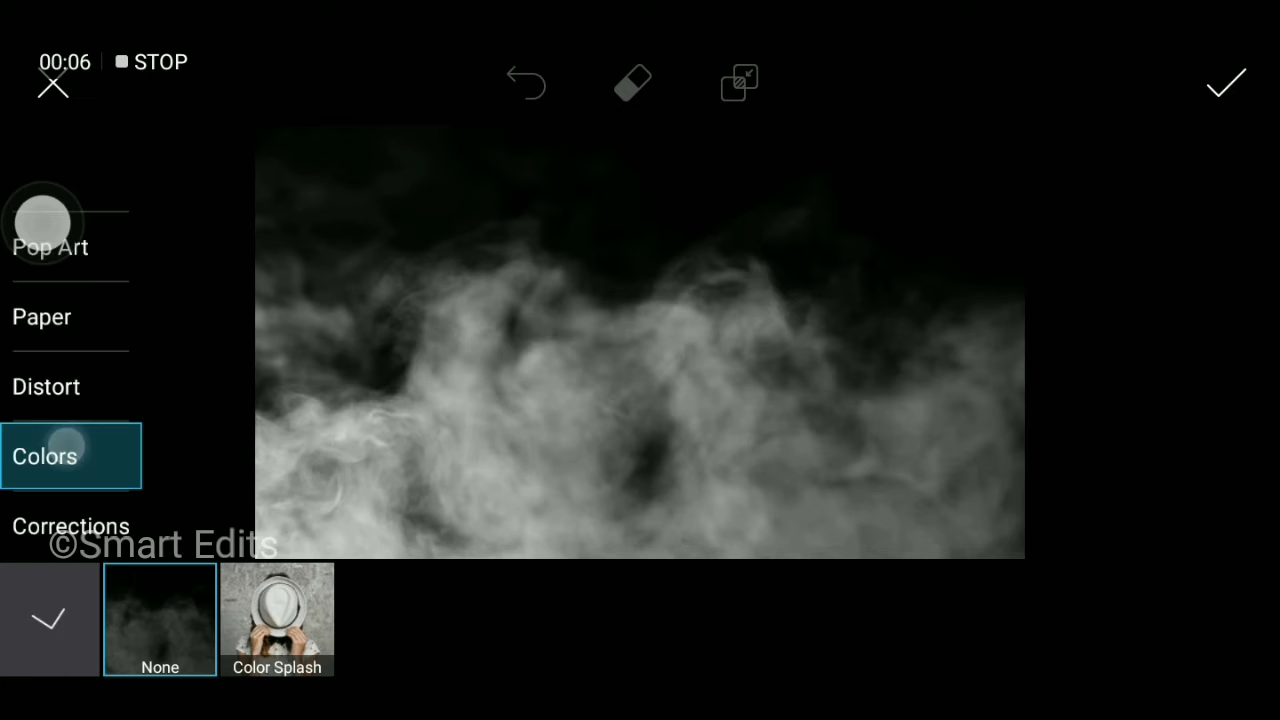 00:06 STOP
Pop Art
Paper
Distort
Colors
Corrections
©Smart Edits
None
Color Splash